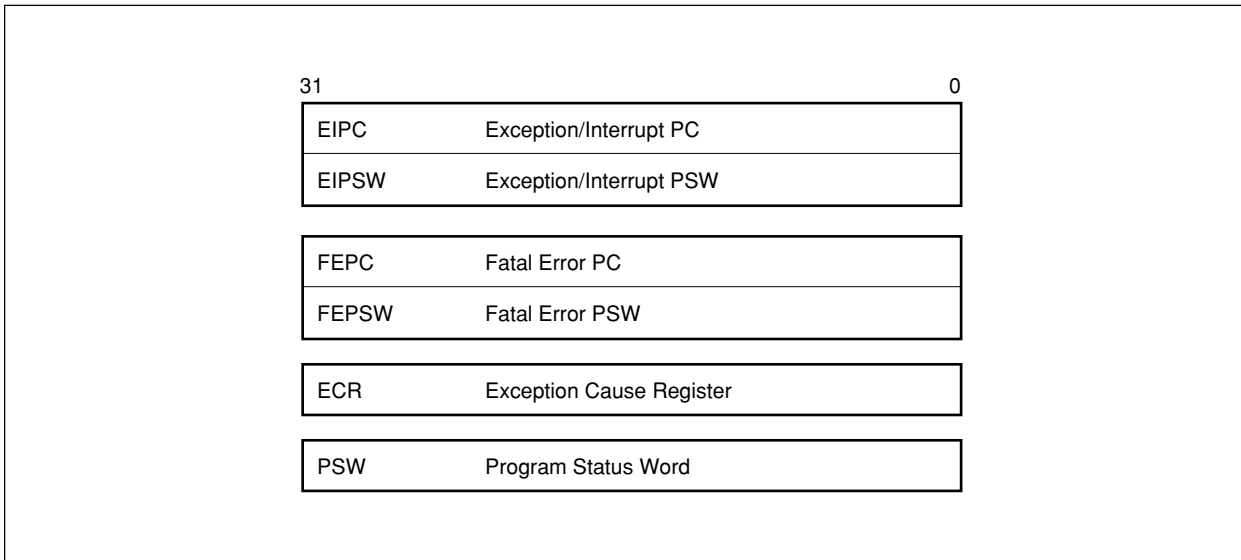 31 0
EIPC Exception/Interrupt PC
EIPSW Exception/Interrupt PSW
FEPC Fatal Error PC
FEPSW Fatal Error PSW
ECR Exception Cause Register
PSW Program Status Word